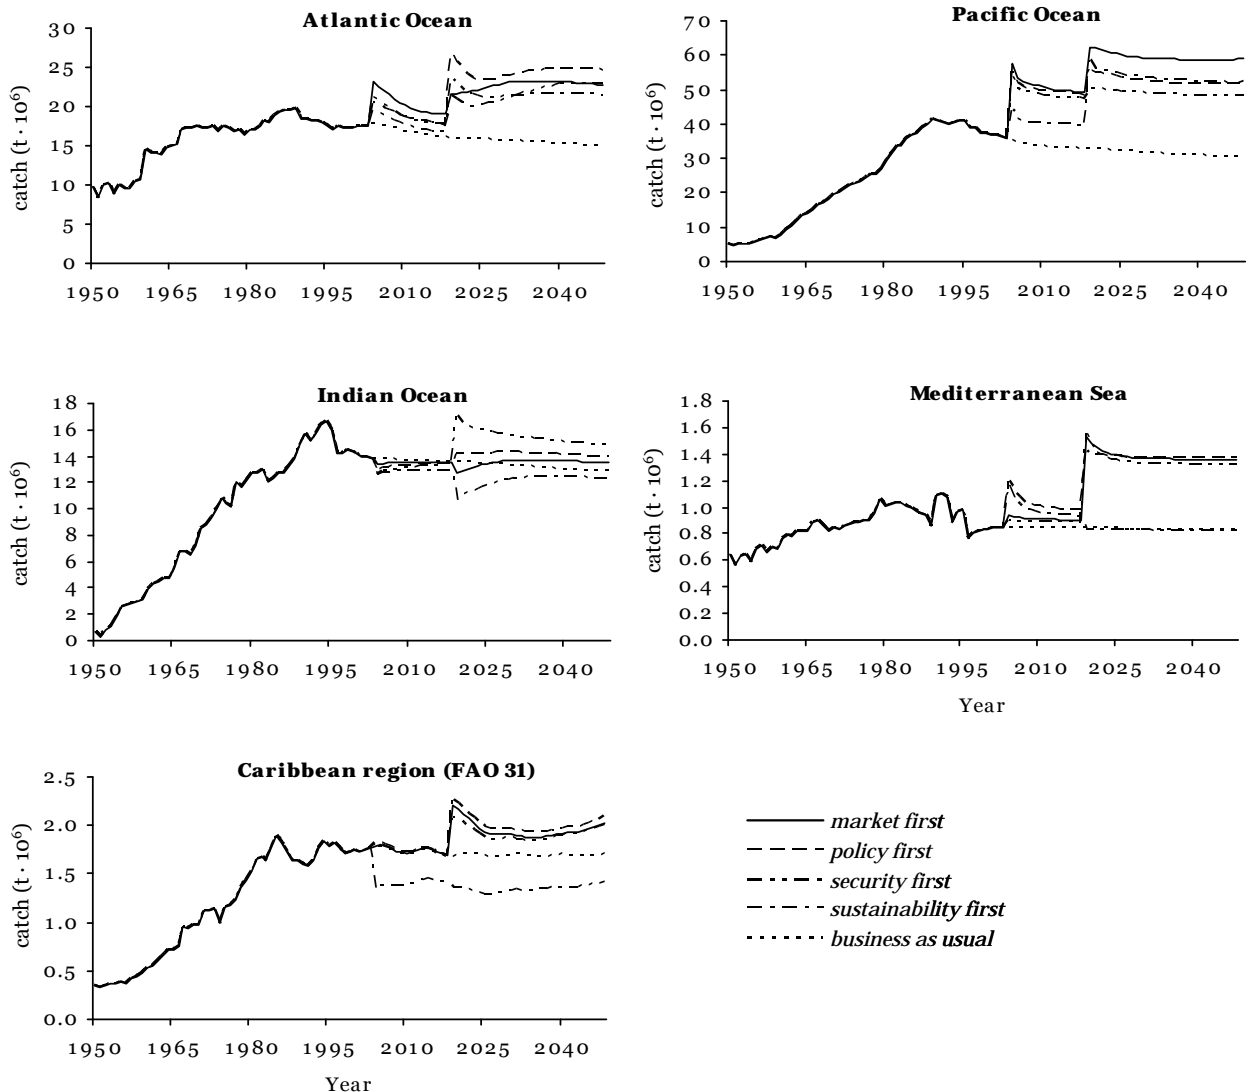 Atlantic Ocean
30
25
20
15
10
5
0
catch (t · 10⁶)
1950 1965 1980 1995 2010 2025 2040
Pacific Ocean
70
60
50
40
30
20
10
0
catch (t · 10⁶)
1950 1965 1980 1995 2010 2025 2040
Indian Ocean
18
16
14
12
10
8
6
4
2
0
catch (t · 10⁶)
1950 1965 1980 1995 2010 2025 2040
Mediterranean Sea
1.8
1.6
1.4
1.2
1.0
0.8
0.6
0.4
0.2
0.0
catch (t · 10⁶)
1950 1965 1980 1995 2010 2025 2040
Year
Caribbean region (FAO 31)
2.5
2.0
1.5
1.0
0.5
0.0
catch (t · 10⁶)
1950 1965 1980 1995 2010 2025 2040
Year
market first
policy first
security first
sustainability first
business as usual